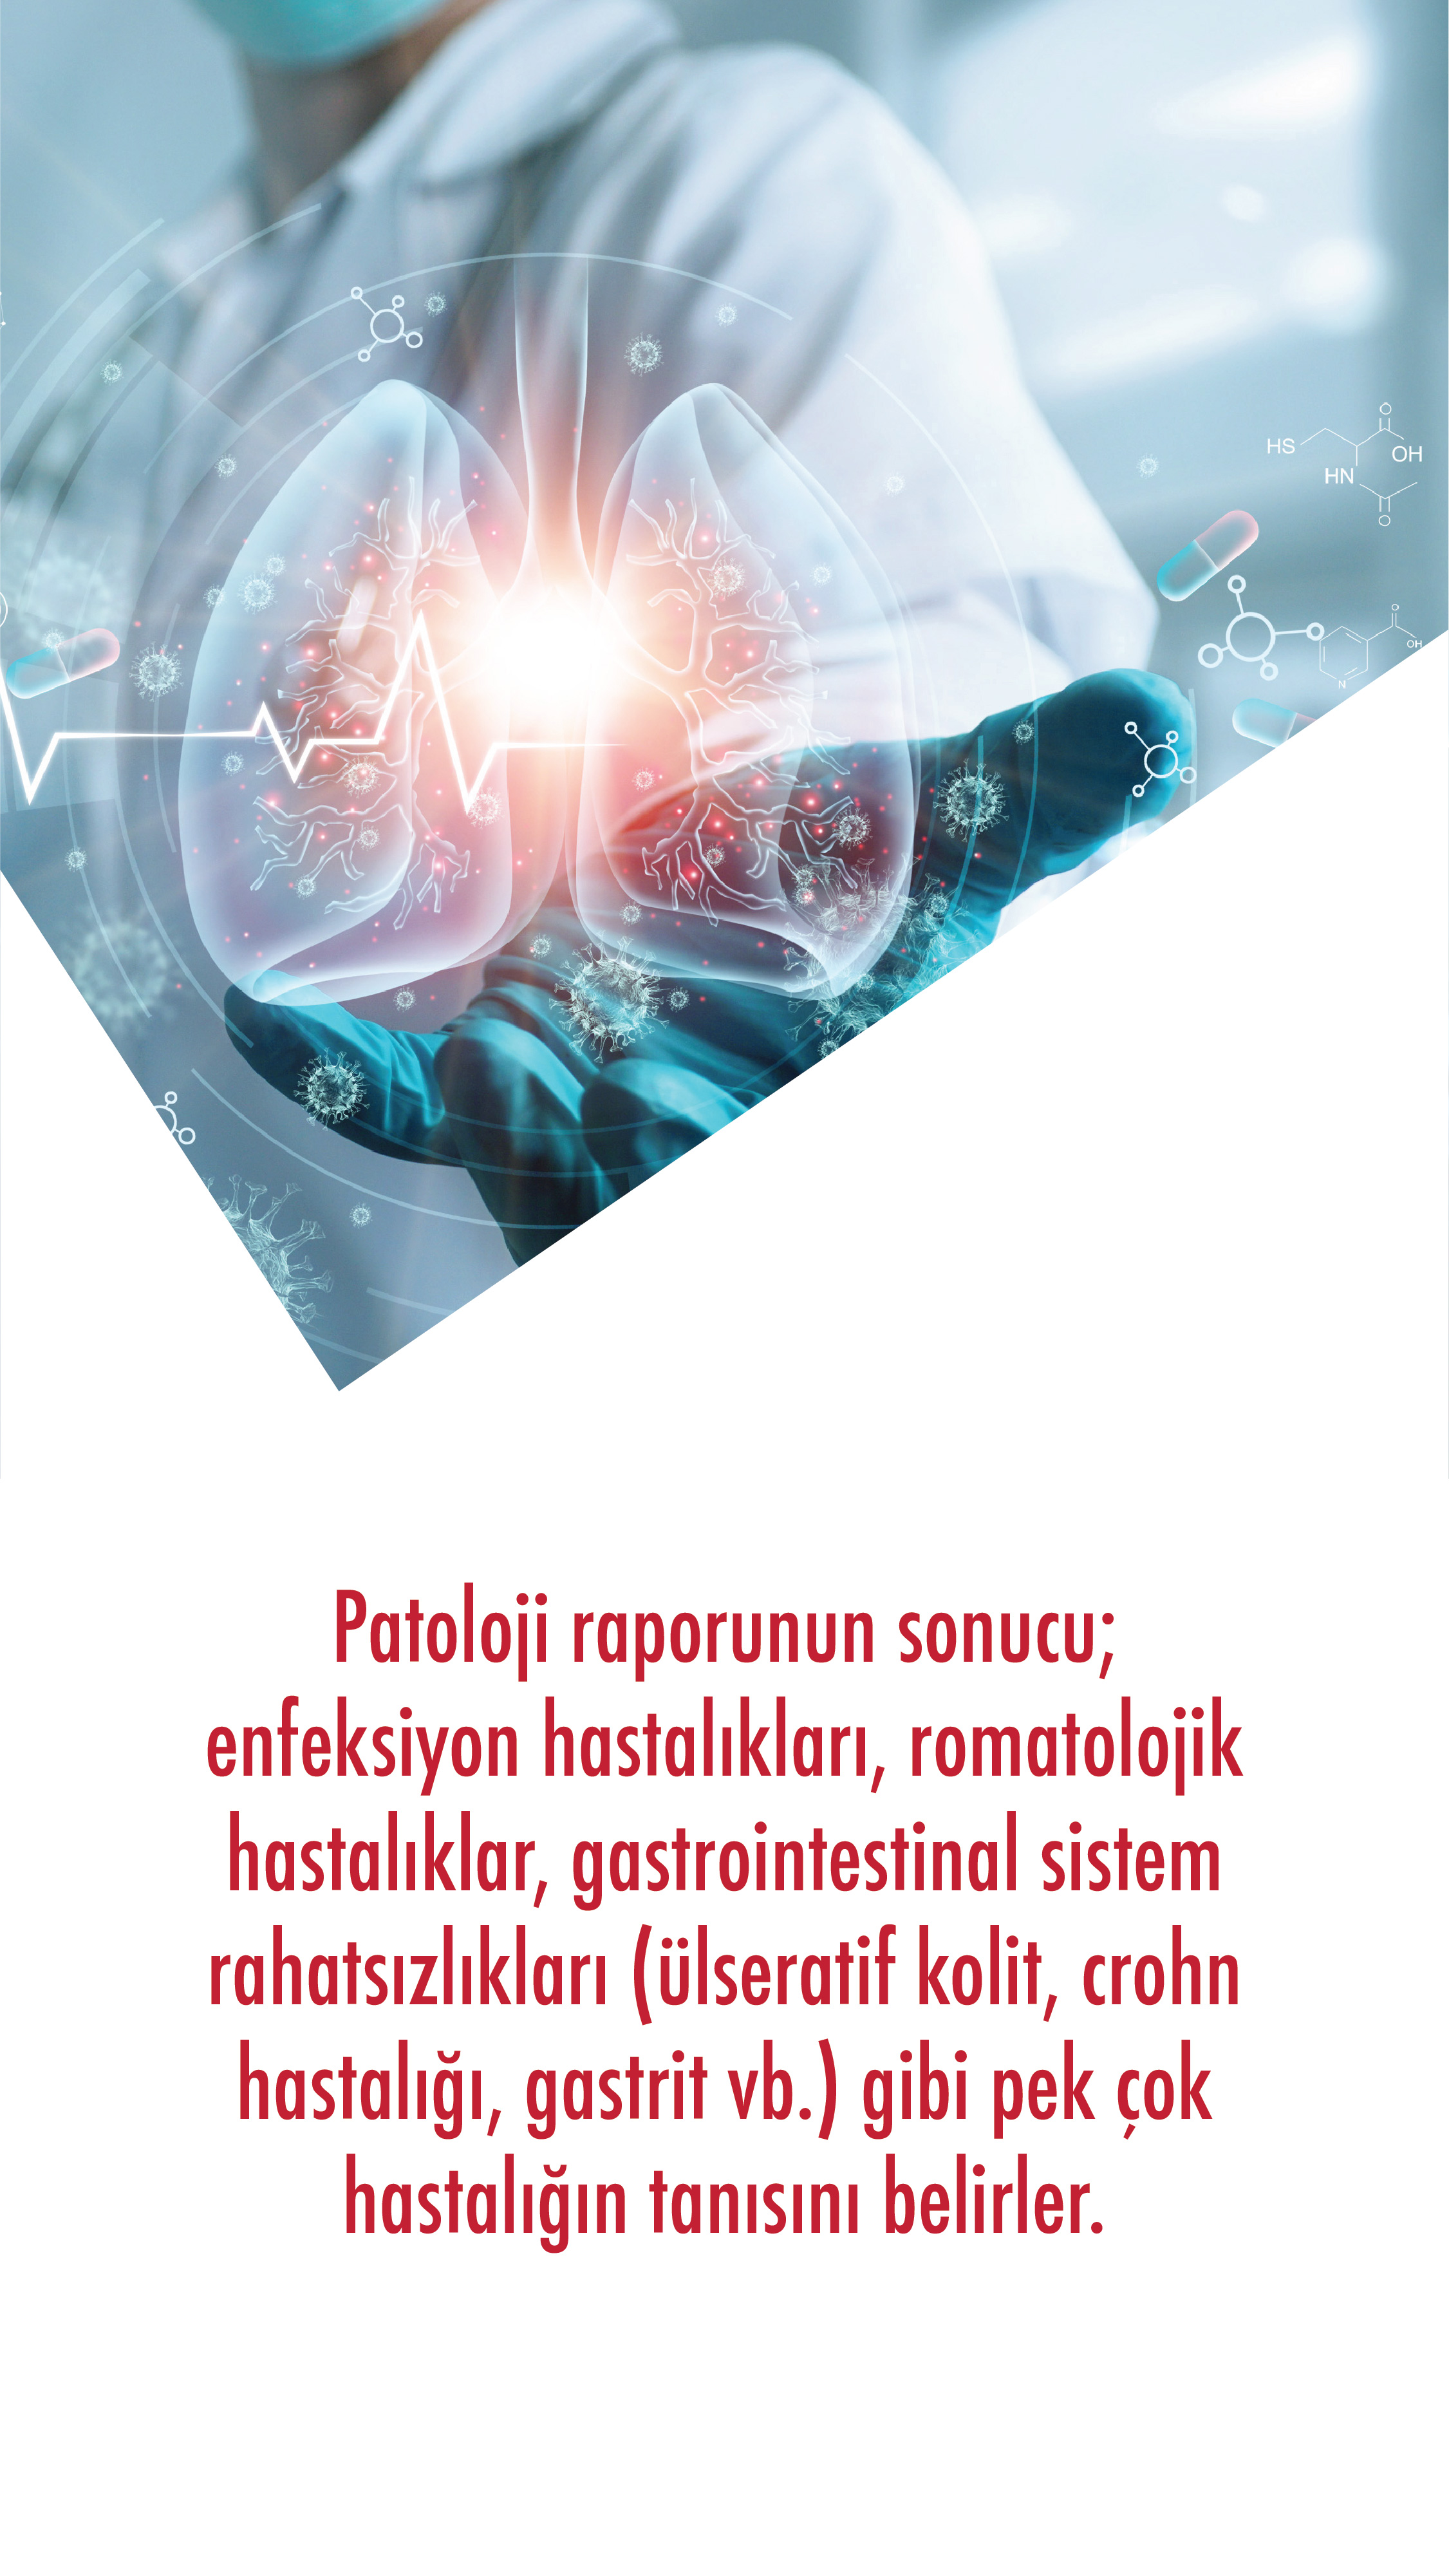 HS
O
OH
HN
O
O
OH
N
Patoloji raporunun sonucu;
enfeksiyon hastalıkları, romatolojik
hastalıklar, gastrointestinal sistem
rahatsızlıkları (ülseratif kolit, crohn
hastalığı, gastrit vb.) gibi pek çok
hastalığın tanısını belirler.